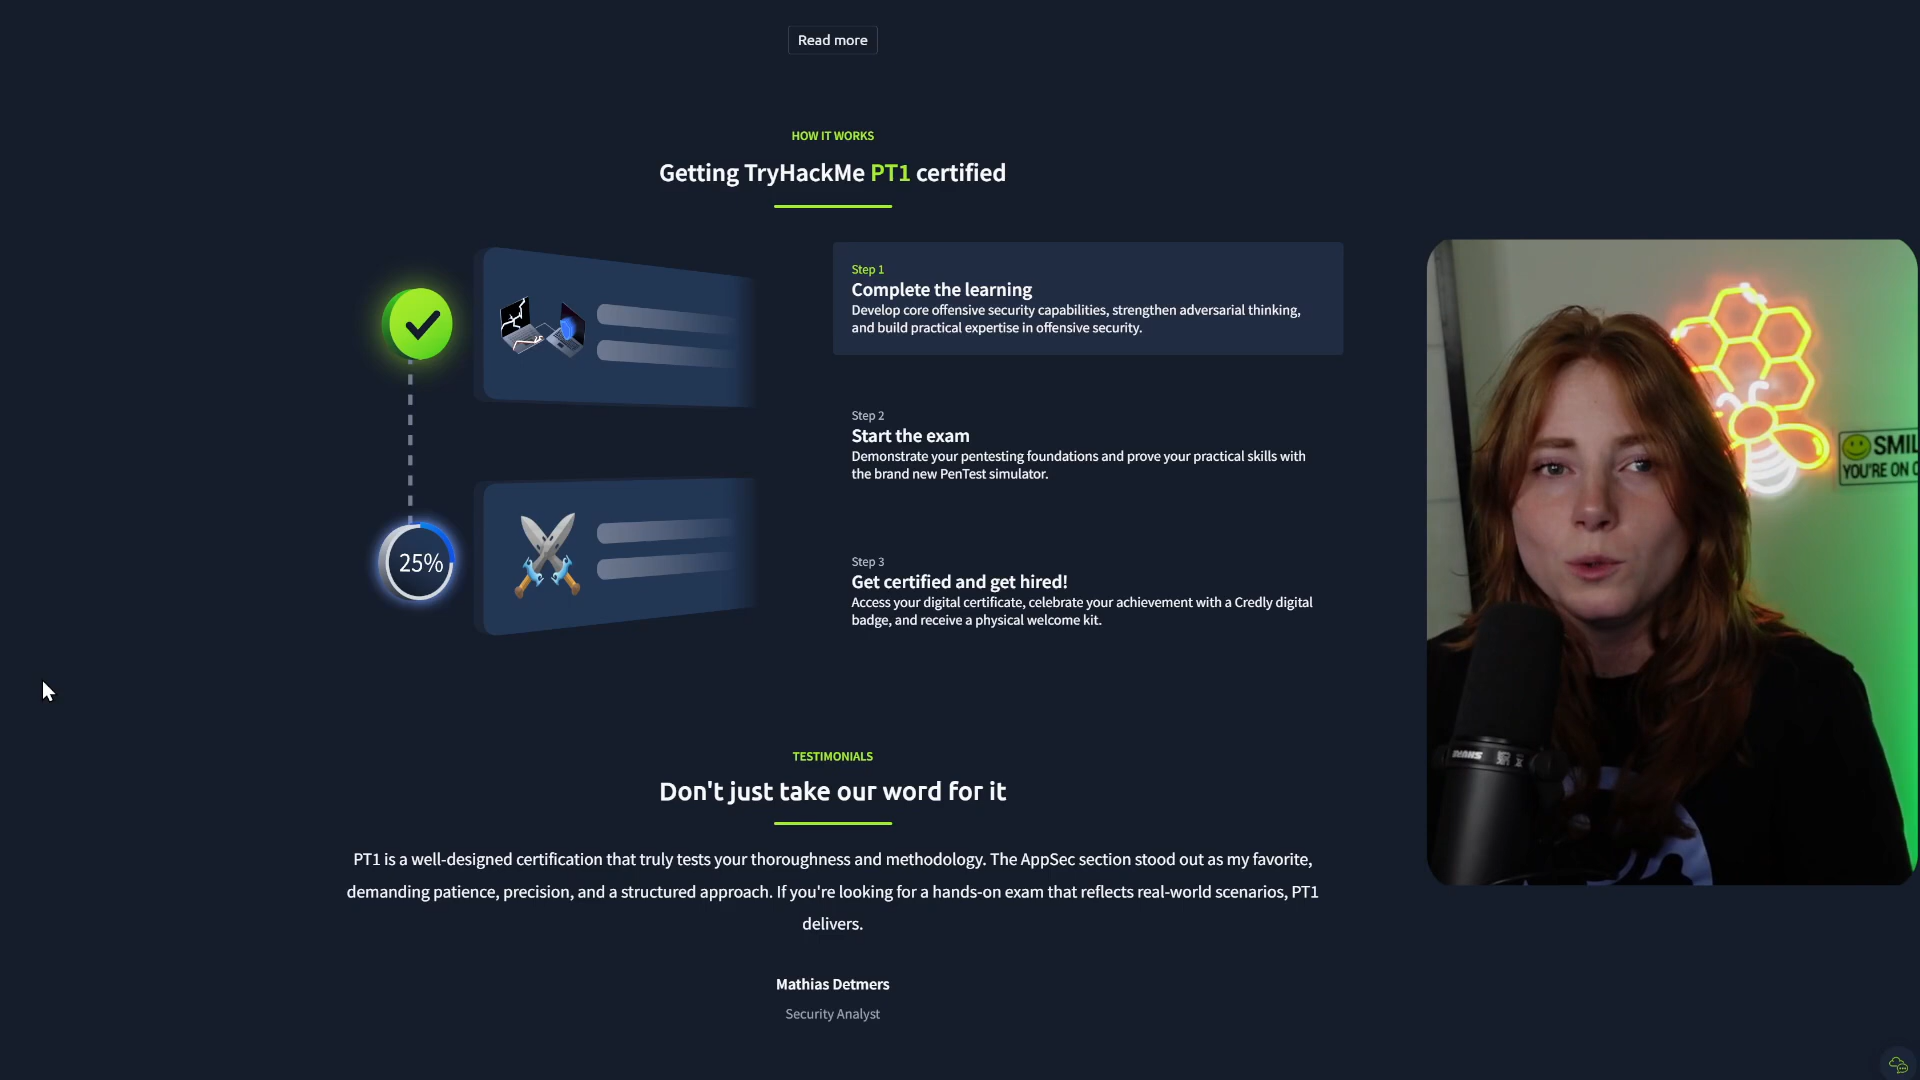 Read more
HOW IT WORKS
Getting TryHackMe PT1 certified
Step 1
Complete the learning
Develop core offensive security capabilities, strengthen adversarial thinking,
and build practical expertise in offensive security.
Step 2
Start the exam
Demonstrate your pentesting foundations and prove your practical skills with
the brand new PenTest simulator.
25%
Step 3
Get certified and get hired!
Access your digital certificate, celebrate your achievement with a Credly digital
badge, and receive a physical welcome kit.
SMIL
YOU'RE ON C
SHURE
TESTIMONIALS
Don't just take our word for it
PT1 is a well-designed certification that truly tests your thoroughness and methodology. The AppSec section stood out as my favorite,
demanding patience, precision, and a structured approach. If you're looking for a hands-on exam that reflects real-world scenarios, PT1
delivers.
Mathias Detmers
Security Analyst